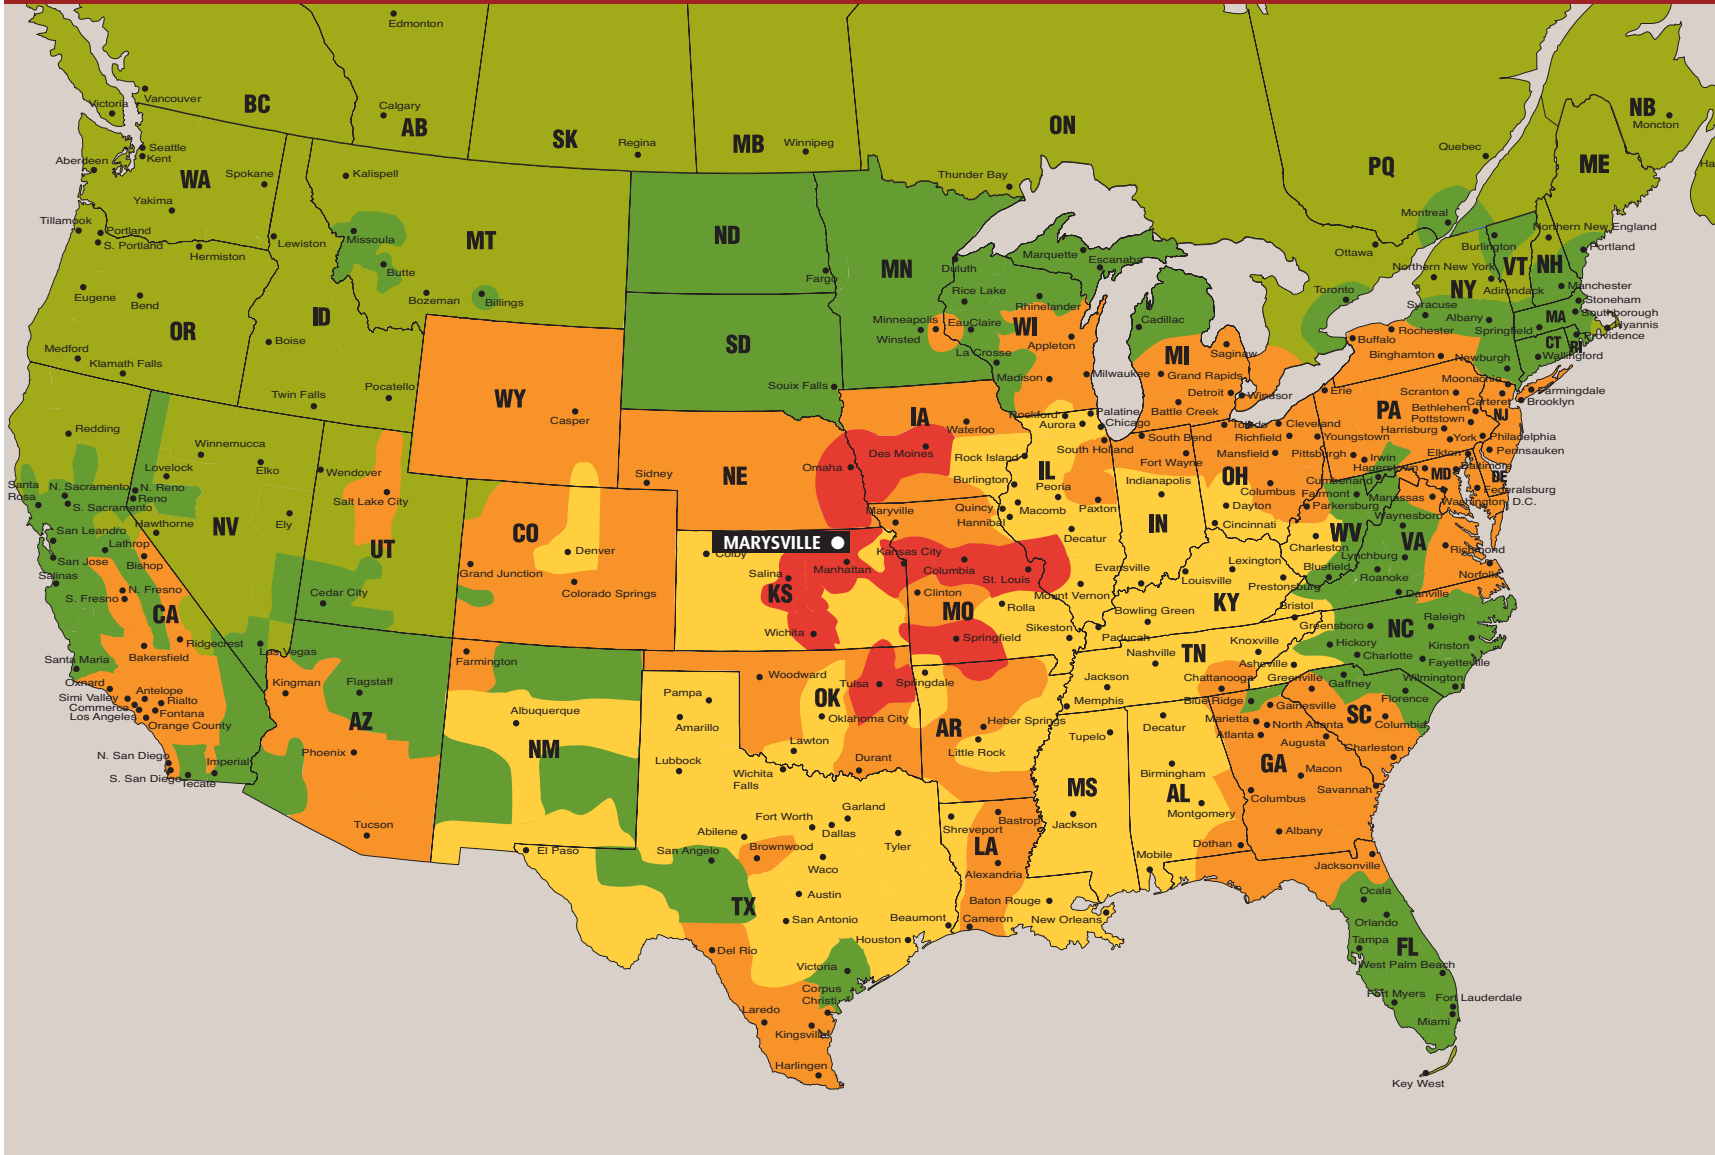 Edmonton
Vancouver
Victoria
BC
Calgary
AB
SK
Regina
MB
Winnipeg
ON
Thunder Bay
PQ
Quebec
Montreal
Ottawa
Toronto
NB
Moncton
Ha
ME
Seattle
Kent
Aberdeen
WA
Spokane
Yakima
Tillamook
Portland
S. Portland
Hermiston
Lewiston
Eugene
Bend
OR
Medford
Klamath Falls
ID
Boise
Twin Falls
Pocatello
Kalispell
MT
Missoula
Butte
Bozeman
Billings
ND
Fargo
SD
Souix Falls
MN
Duluth
Minneapolis
Winsted
Marquette
Escanaba
Rice Lake
Rhinelander
EauClaire
WI
Appleton
La Crosse
Madison
Milwaukee
Cadillac
MI
Saginaw
Grand Rapids
Detroit
Windsor
Battle Creek
Northern New England
Burlington
Portland
VT
NH
Northern New York
NY
Adirondack
Manchester
Stoneham
Southborough
Hyannis
Syracuse
Albany
MA
Springfield
Providence
CT
RI
Wallingford
Rochester
Buffalo
Binghamton
Newburgh
Moonachie
Farmingdale
Brooklyn
Carteret
NJ
Erie
Scranton
PA
Bethlehem
Pottstown
Harrisburg
York
Philadelphia
Pennsauken
Pittsburgh
Irwin
Elkton
Hagerstown
MD
Baltimore
DE
Federalsburg
Washington D.C.
Cumberland
Fairmont
Manassas
Parkersburg
Waynesboro
WV
VA
Charleston
Lynchburg
Richmond
Bluefield
Roanoke
Norfolk
Danville
Toledo
Cleveland
Richfield
Youngstown
Mansfield
OH
Columbus
Dayton
Cincinnati
South Bend
Fort Wayne
Indianapolis
IN
Evansville
Rockford
Palatine
Aurora
Chicago
South Holland
Rock Island
IL
Peoria
Burlington
Macomb
Paxton
Quincy
Hannibal
Decatur
Mount Vernon
IA
Waterloo
Des Moines
WY
Casper
NE
Sidney
Omaha
Redding
Santa
Rosa
N. Sacramento
S. Sacramento
San Leandro
Lathrop
San Jose
Salinas
Bishop
N. Fresno
S. Fresno
CA
Ridgecrest
Bakersfield
Santa Maria
Oxnard
Simi Valley
Commerce
Los Angeles
Antelope
Rialto
Fontana
Orange County
N. San Diego
S. San Diego
Tecate
Imperial
Winnemucca
Lovelock
Elko
N. Reno
Reno
Hawthorne
NV
Ely
Las Vegas
Wendover
Salt Lake City
UT
Cedar City
CO
Denver
Grand Junction
Colorado Springs
Colby
MARYSVILLE
Salina
Manhattan
KS
Wichita
Maryville
Kansas City
Columbia
St. Louis
Clinton
MO
Rolla
Sikeston
Springfield
Lexington
Louisville
Prestonsburg
KY
Bowling Green
Paducah
Bristol
Knoxville
TN
Nashville
Jackson
Memphis
Chattanooga
Greensboro
Raleigh
NC
Hickory
Kinston
Charlotte
Fayetteville
Asheville
Wilmington
Greenville
Gaffney
Florence
SC
Columbia
Charleston
Blue Ridge
Gainesville
Marietta
North Atlanta
Atlanta
Augusta
GA
Macon
Savannah
Columbus
Albany
Kingman
Flagstaff
AZ
Phoenix
Tucson
Farmington
Albuquerque
NM
Woodward
Tulsa
OK
Oklahoma City
Lawton
Durant
Springdale
AR
Heber Springs
Little Rock
Pampa
Amarillo
Lubbock
Wichita
Falls
Fort Worth
Garland
Dallas
Abilene
Brownwood
Tyler
Waco
El Paso
San Angelo
TX
Austin
San Antonio
Beaumont
Houston
Del Rio
Victoria
Corpus
Christi
Laredo
Kingsville
Harlingen
Shreveport
Bastrop
LA
Alexandria
Baton Rouge
Cameron
New Orleans
Tupelo
MS
Jackson
Decatur
Birmingham
AL
Montgomery
Mobile
Dothan
Jacksonville
Ocala
Orlando
Tampa
FL
West Palm Beach
Fort Myers
Fort Lauderdale
Miami
Key West